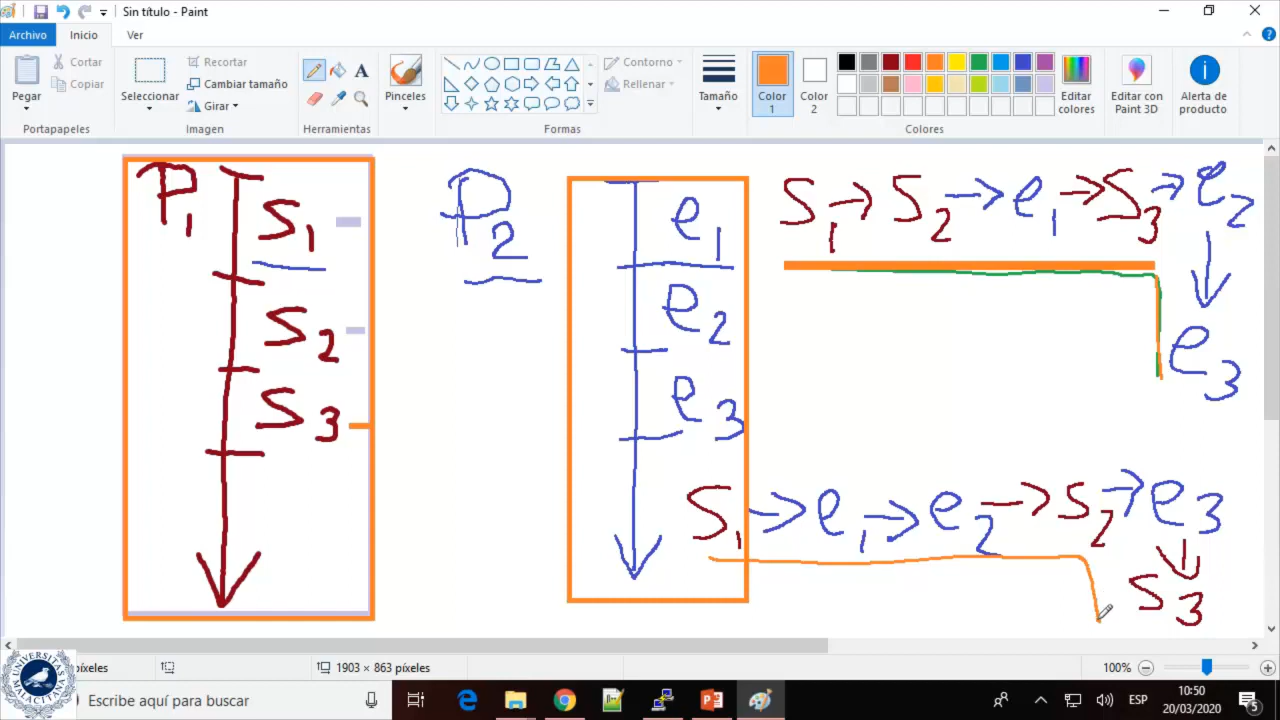 Sin título - Paint
Archivo Inicio Ver
Pegar
Cortar
Copiar
Portapapeles
Seleccionar
Recortar
Cambiar tamaño
Girar
Imagen
A
Herramientas
Pinceles
Contorno
Rellenar
Formas
Tamaño
Color 1
Color 2
Editar colores
Colores
Editar con Paint 3D
Alerta de producto
P1
S1
S2
S3
P2
e1
e2
e3
S1 → S2 → e1 → S3 → e2
↓
e3
S1 → e1 → e2 → S2 → e3
↓
S3
píxeles
1903 × 863 píxeles
100%
Escribe aquí para buscar
ESP
10:50
20/03/2020
5